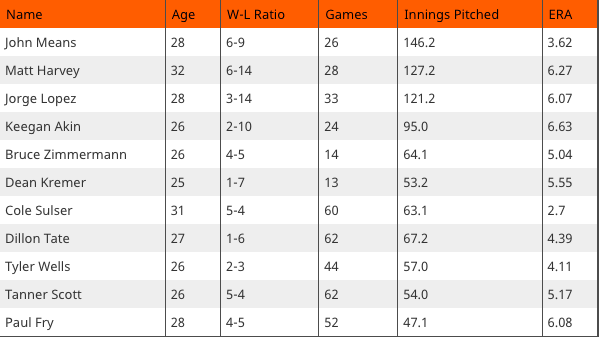 Name Age W-L Ratio Games Innings Pitched ERA
John Means 28 6-9 26 146.2 3.62
Matt Harvey 32 6-14 28 127.2 6.27
Jorge Lopez 28 3-14 33 121.2 6.07
Keegan Akin 26 2-10 24 95.0 6.63
Bruce Zimmermann 26 4-5 14 64.1 5.04
Dean Kremer 25 1-7 13 53.2 5.55
Cole Sulser 31 5-4 60 63.1 2.7
Dillon Tate 27 1-6 62 67.2 4.39
Tyler Wells 26 2-3 44 57.0 4.11
Tanner Scott 26 5-4 62 54.0 5.17
Paul Fry 28 4-5 52 47.1 6.08